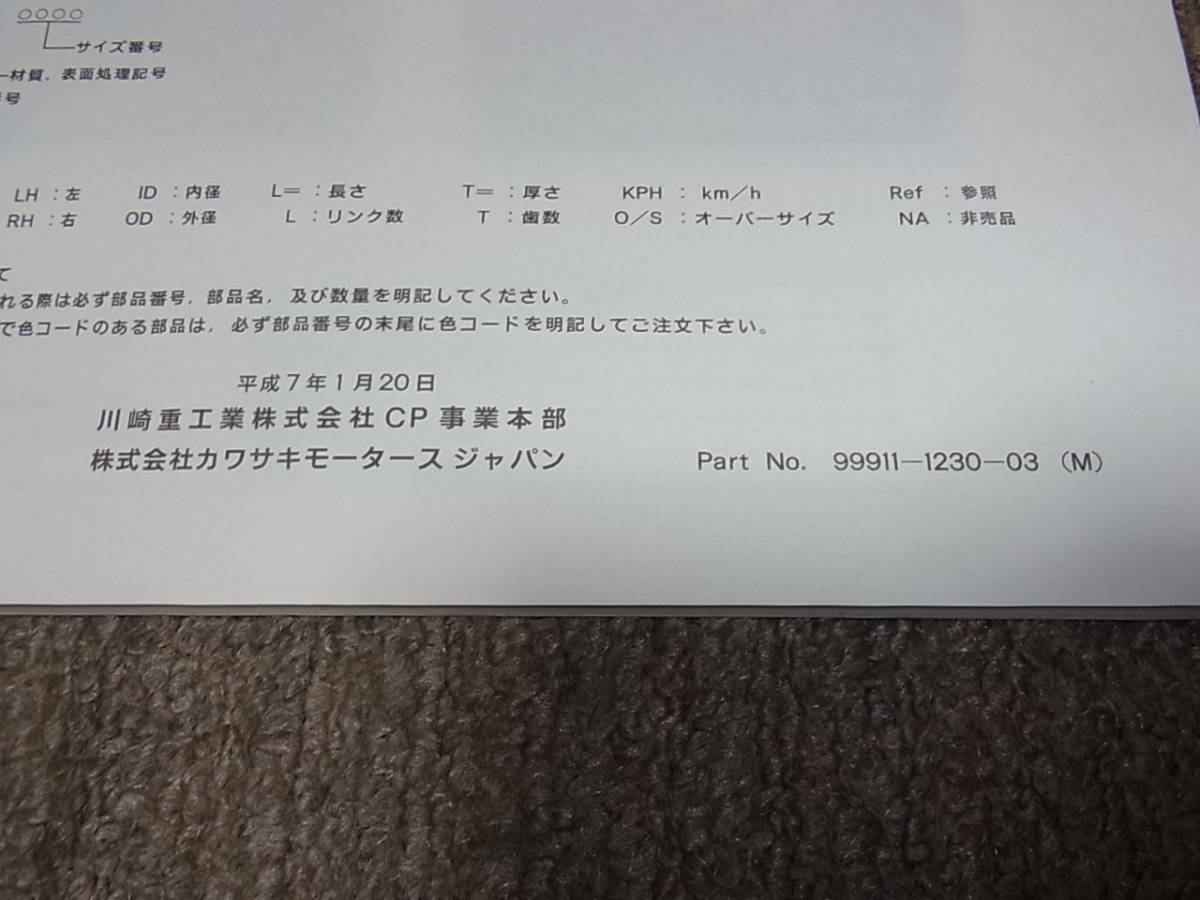 ○○○○
サイズ番号
材質，表面処理記号
号
LH ：左 ID ：内径 L＝ ：長さ T＝ ：厚さ KPH ： km／h Ref ：参照
RH ：右 OD ：外径 L ：リンク数 T ：歯数 O／S ：オーバーサイズ NA ：非売品
て
れる際は必ず部品番号，部品名，及び数量を明記してください。
で色コードのある部品は，必ず部品番号の末尾に色コードを明記してご注文下さい。
平成7年1月20日
川崎重工業株式会社CP事業本部
株式会社カワサキモータース ジャパン
Part No. 99911－1230－03 （M）